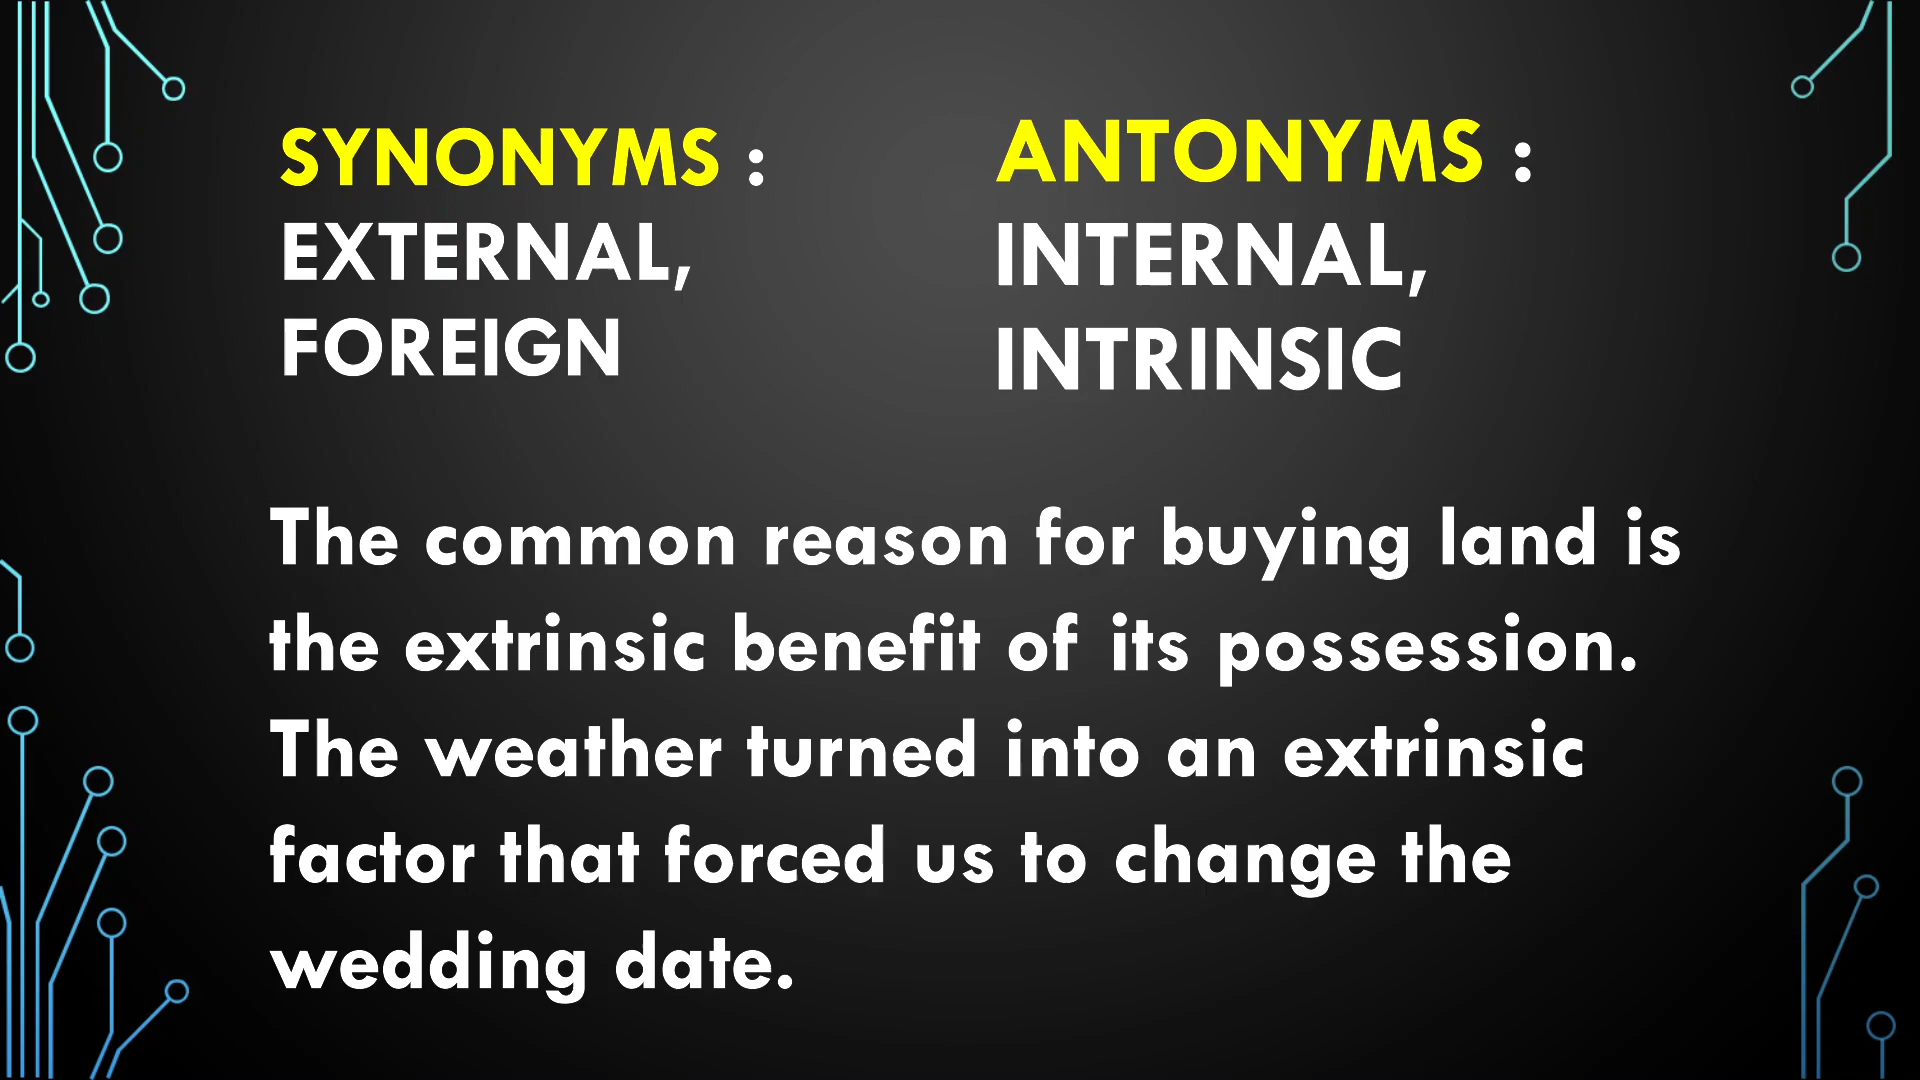 SYNONYMS :
EXTERNAL,
FOREIGN
ANTONYMS :
INTERNAL,
INTRINSIC
The common reason for buying land is
the extrinsic benefit of its possession.
The weather turned into an extrinsic
factor that forced us to change the
wedding date.